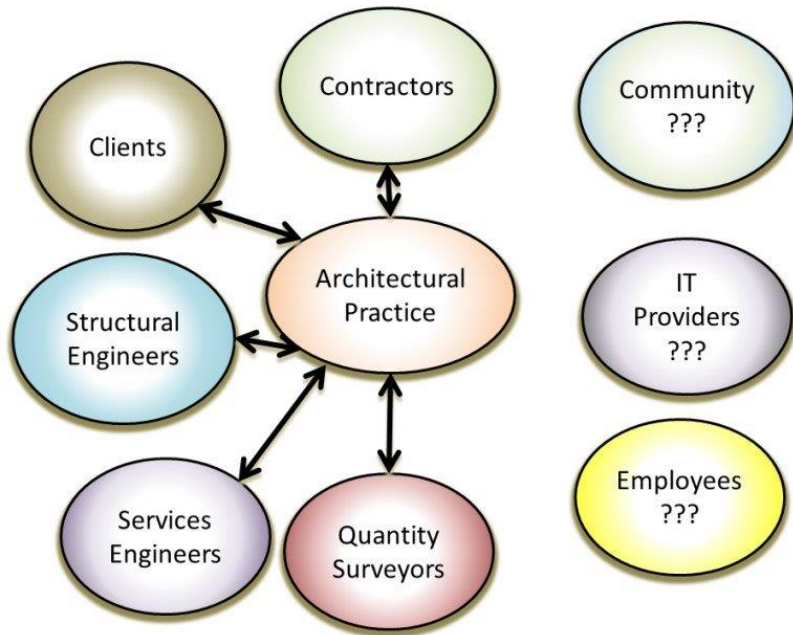 Contractors
Community
???
Clients
Architectural
Practice
IT
Providers
???
Structural
Engineers
Employees
???
Services
Engineers
Quantity
Surveyors